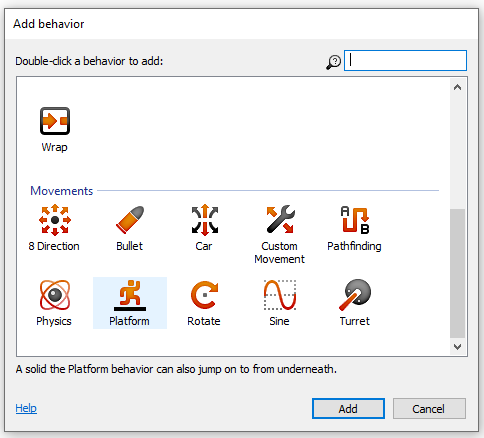 Add behavior
Double-click a behavior to add:
Wrap
Movements
8 Direction
Bullet
Car
Custom
Movement
Pathfinding
Physics
Platform
Rotate
Sine
Turret
A solid the Platform behavior can also jump on to from underneath.
Help
Add
Cancel